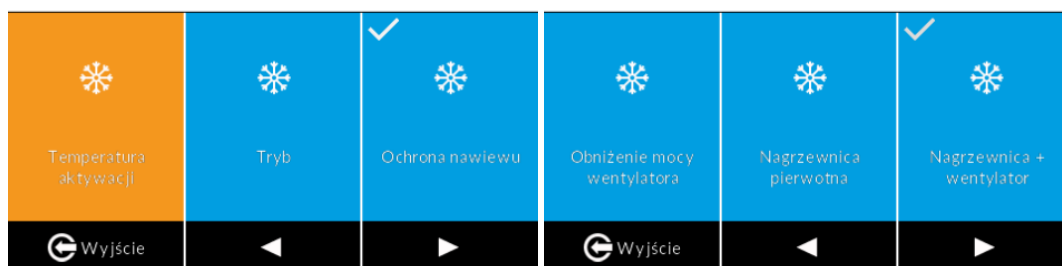 Temperatura
aktywacji
Tryb
Ochrona nawiewu
Wyjście
Obniżenie mocy
wentylatora
Nagrzewnica
pierwotna
Nagrzewnica +
wentylator
Wyjście